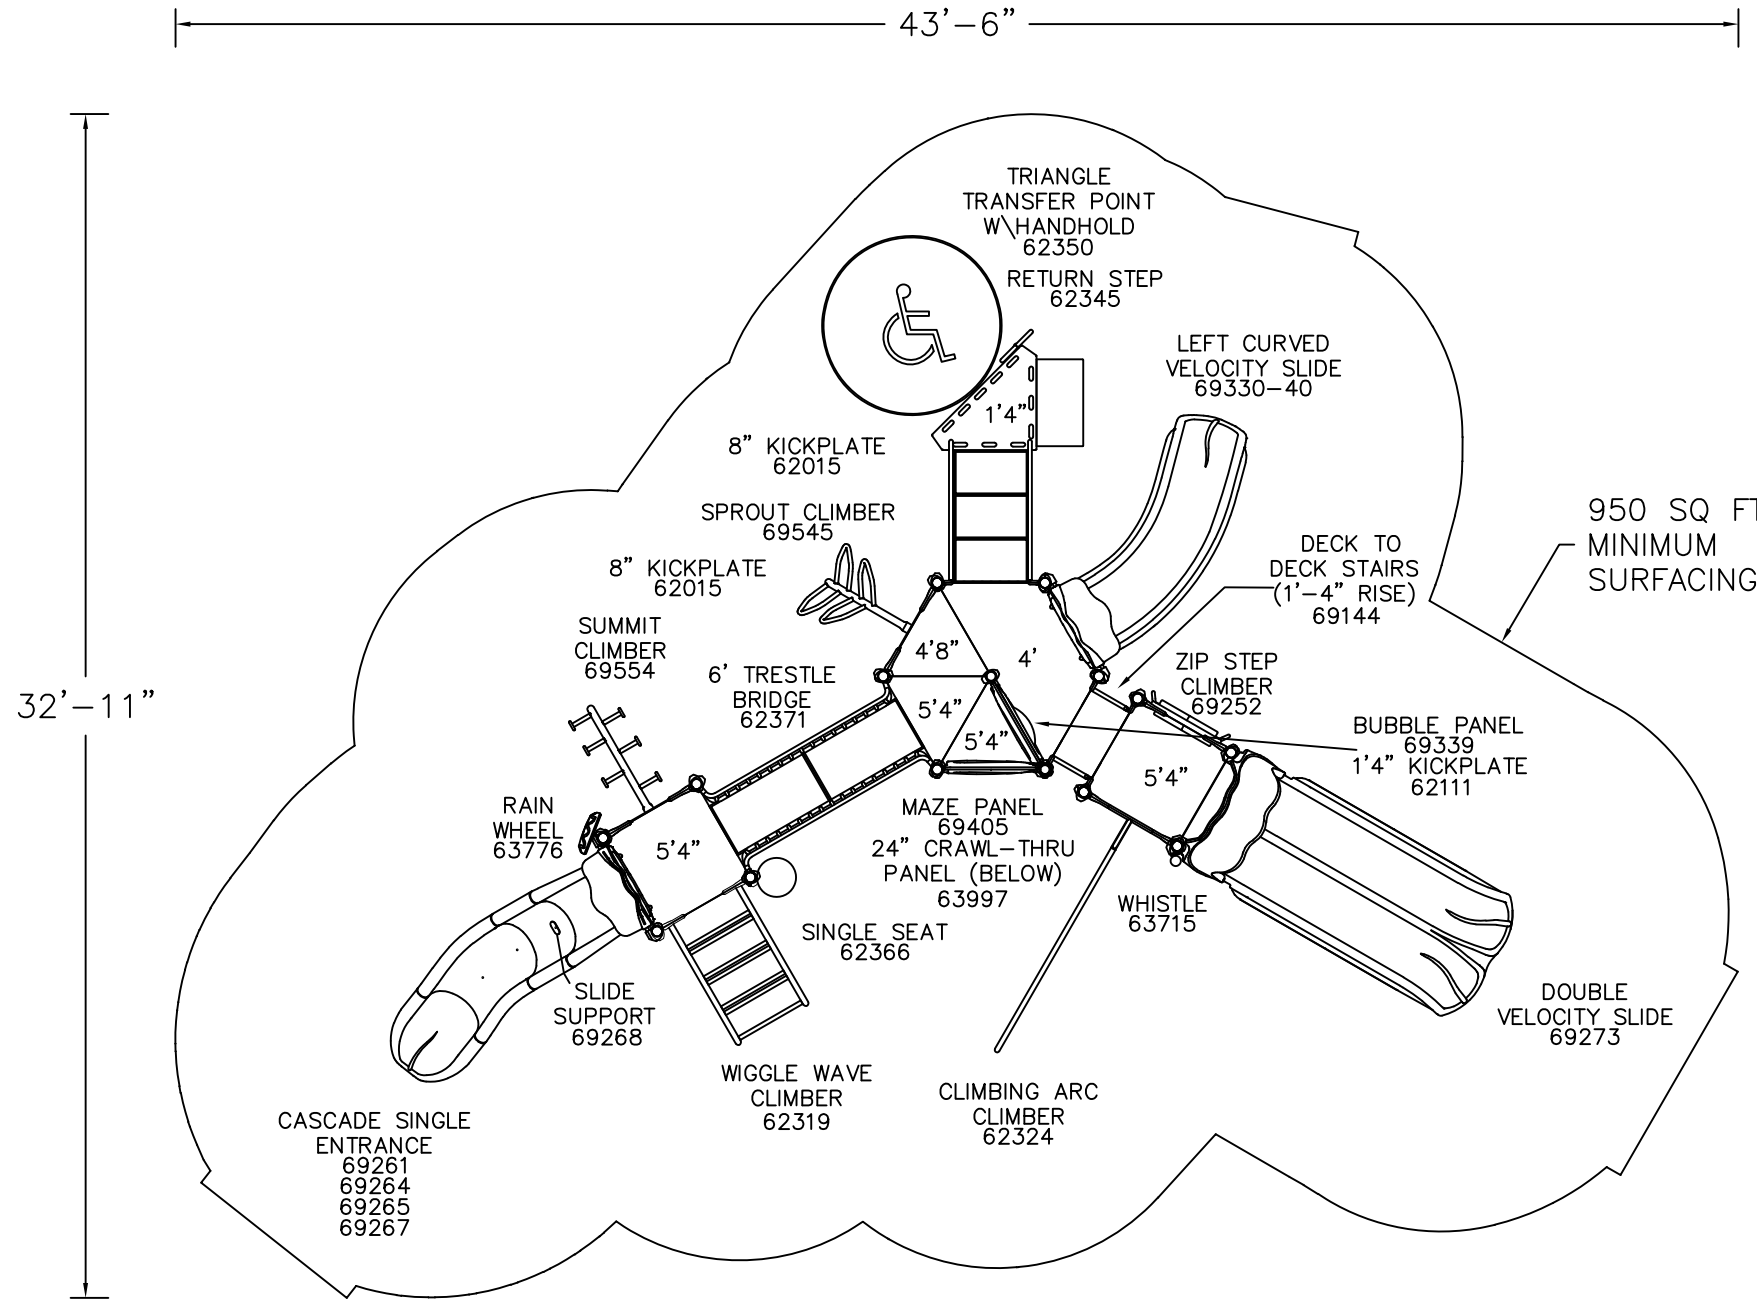 43'-6"
TRIANGLE
TRANSFER POINT
W\HANDHOLD
62350
RETURN STEP
62345
LEFT CURVED
VELOCITY SLIDE
69330-40
1'4"
8" KICKPLATE
62015
SPROUT CLIMBER
69545
8" KICKPLATE
62015
950 SQ FT
MINIMUM
SURFACING
DECK TO
DECK STAIRS
(1'-4" RISE)
69144
SUMMIT
CLIMBER
69554
4'8"
4'
ZIP STEP
CLIMBER
69252
6' TRESTLE
BRIDGE
62371
32'-11"
5'4"
5'4"
BUBBLE PANEL
69339
1'4" KICKPLATE
62111
5'4"
RAIN
WHEEL
63776
5'4"
MAZE PANEL
69405
24" CRAWL-THRU
PANEL (BELOW)
63997
WHISTLE
63715
SINGLE SEAT
62366
SLIDE
SUPPORT
69268
DOUBLE
VELOCITY SLIDE
69273
WIGGLE WAVE
CLIMBER
62319
CLIMBING ARC
CLIMBER
62324
CASCADE SINGLE
ENTRANCE
69261
69264
69265
69267